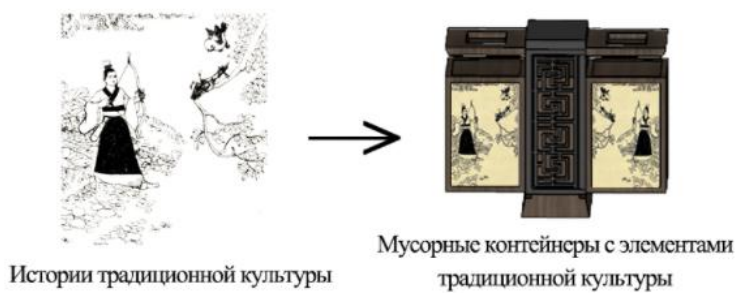 Истории традиционной культуры
Мусорные контейнеры с элементами
традиционной культуры